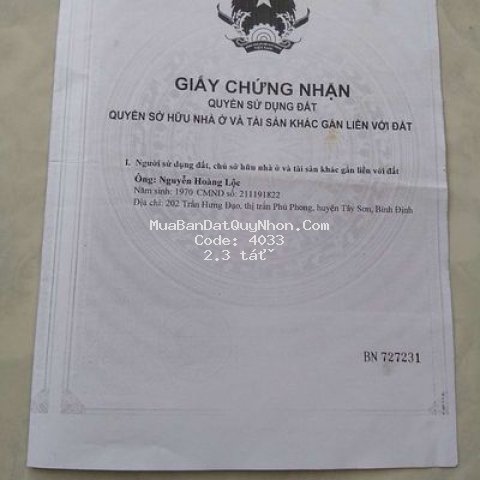 GIẤY CHỨNG NHẬN
QUYỀN SỬ DỤNG ĐẤT
QUYỀN SỞ HỮU NHÀ Ở VÀ TÀI SẢN KHÁC GẮN LIỀN VỚI ĐẤT
I. Người sử dụng đất, chủ sở hữu nhà ở và tài sản khác gắn liền với đất
Ông: Nguyễn Hoàng Lộc
Năm sinh: 1970 CMND số: 211191822
Địa chỉ: 202 Trần Hưng Đạo, thị trấn Phú Phong, huyện Tây Sơn, Bình Định
MuaBanDatQuyNhon.Com
Code: 4033
2.3 tá
BN 727231